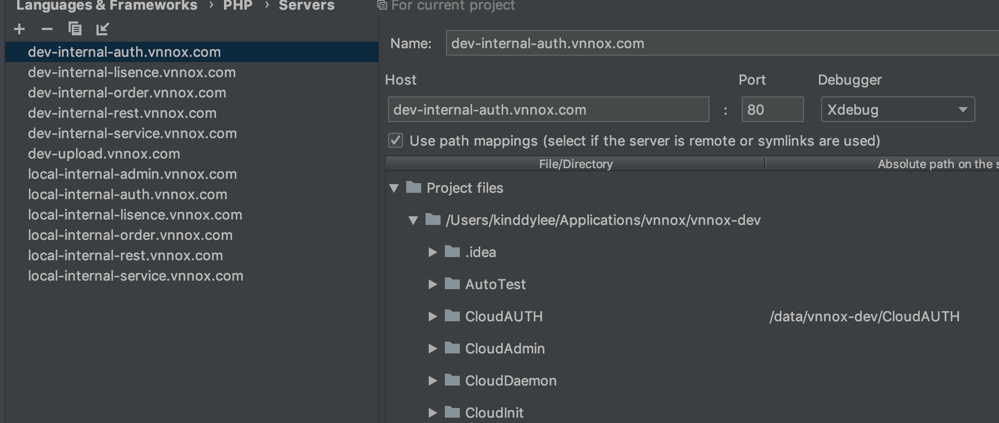 Languages & Frameworks › PHP › Servers
For current project
dev-internal-auth.vnnox.com
dev-internal-lisence.vnnox.com
dev-internal-order.vnnox.com
dev-internal-rest.vnnox.com
dev-internal-service.vnnox.com
dev-upload.vnnox.com
local-internal-admin.vnnox.com
local-internal-auth.vnnox.com
local-internal-lisence.vnnox.com
local-internal-order.vnnox.com
local-internal-rest.vnnox.com
local-internal-service.vnnox.com
Name: dev-internal-auth.vnnox.com
Host Port Debugger
dev-internal-auth.vnnox.com : 80 Xdebug
Use path mappings (select if the server is remote or symlinks are used)
File/Directory Absolute path on the
Project files
/Users/kinddylee/Applications/vnnox/vnnox-dev
.idea
AutoTest
CloudAUTH /data/vnnox-dev/CloudAUTH
CloudAdmin
CloudDaemon
CloudInit